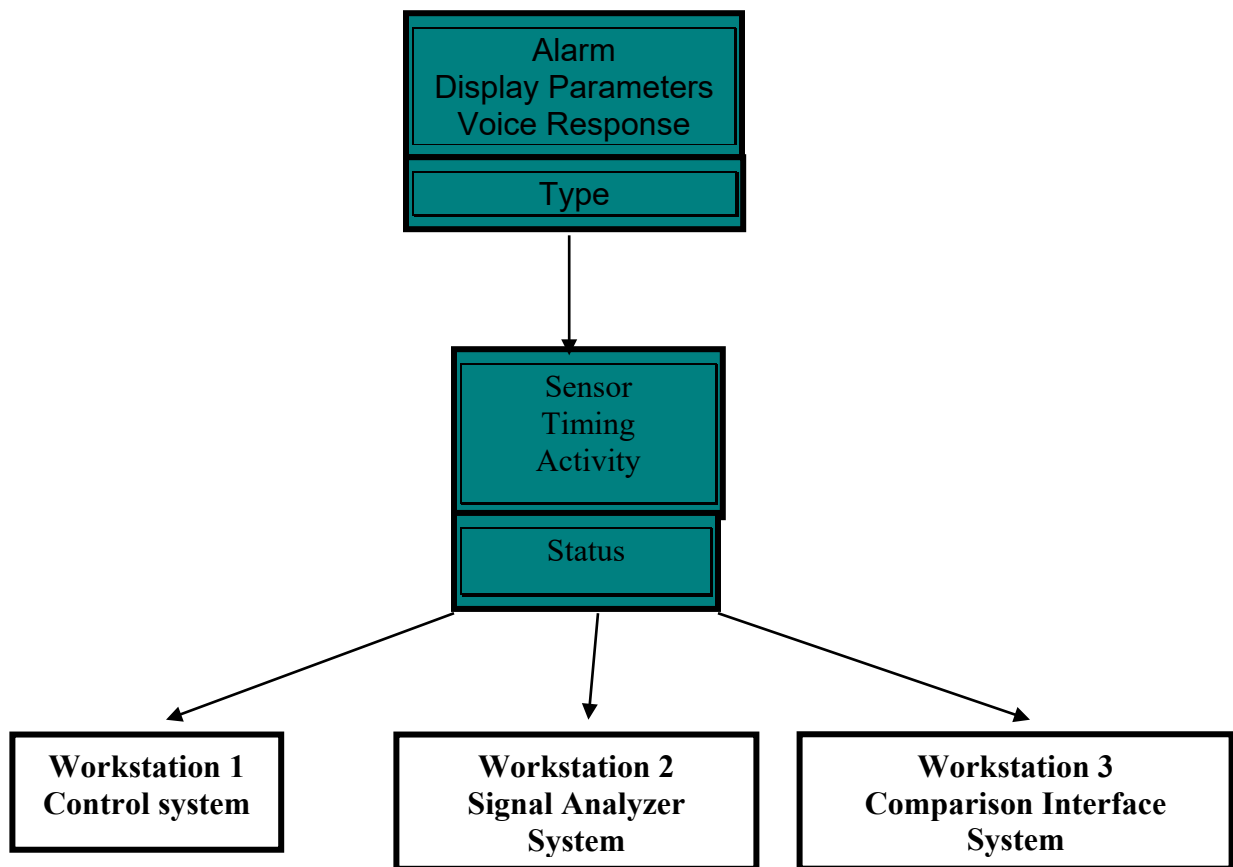 Alarm
Display Parameters
Voice Response
Type
Sensor
Timing
Activity
Status
Workstation 1
Control system
Workstation 2
Signal Analyzer
System
Workstation 3
Comparison Interface
System